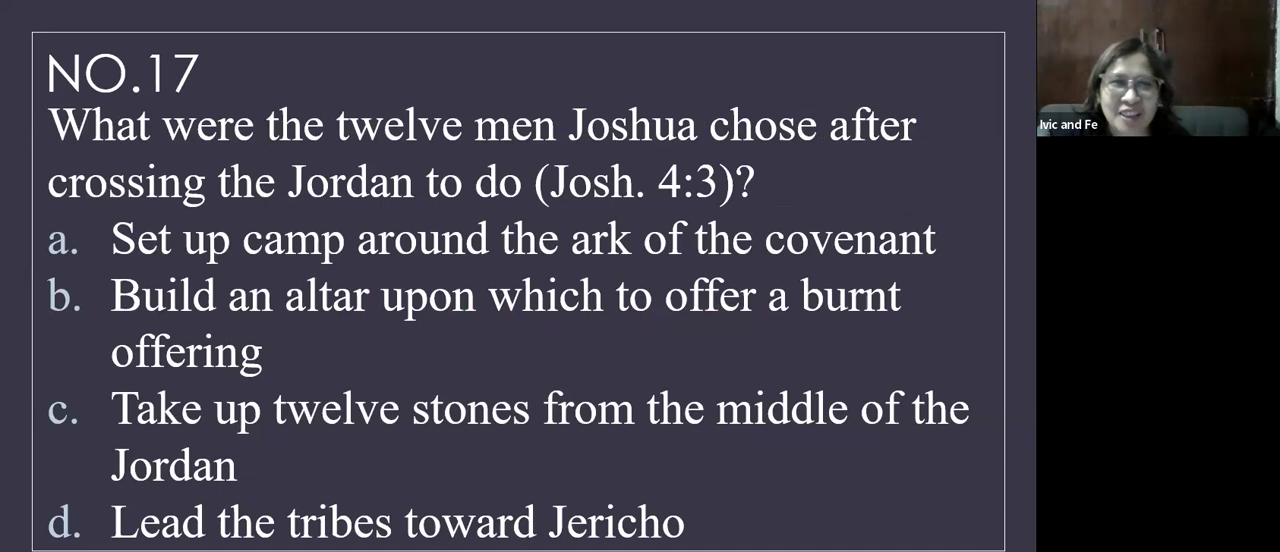 NO.17
What were the twelve men Joshua chose after
crossing the Jordan to do (Josh. 4:3)?
a. Set up camp around the ark of the covenant
b. Build an altar upon which to offer a burnt
offering
c. Take up twelve stones from the middle of the
Jordan
d. Lead the tribes toward Jericho
Ivic and Fe